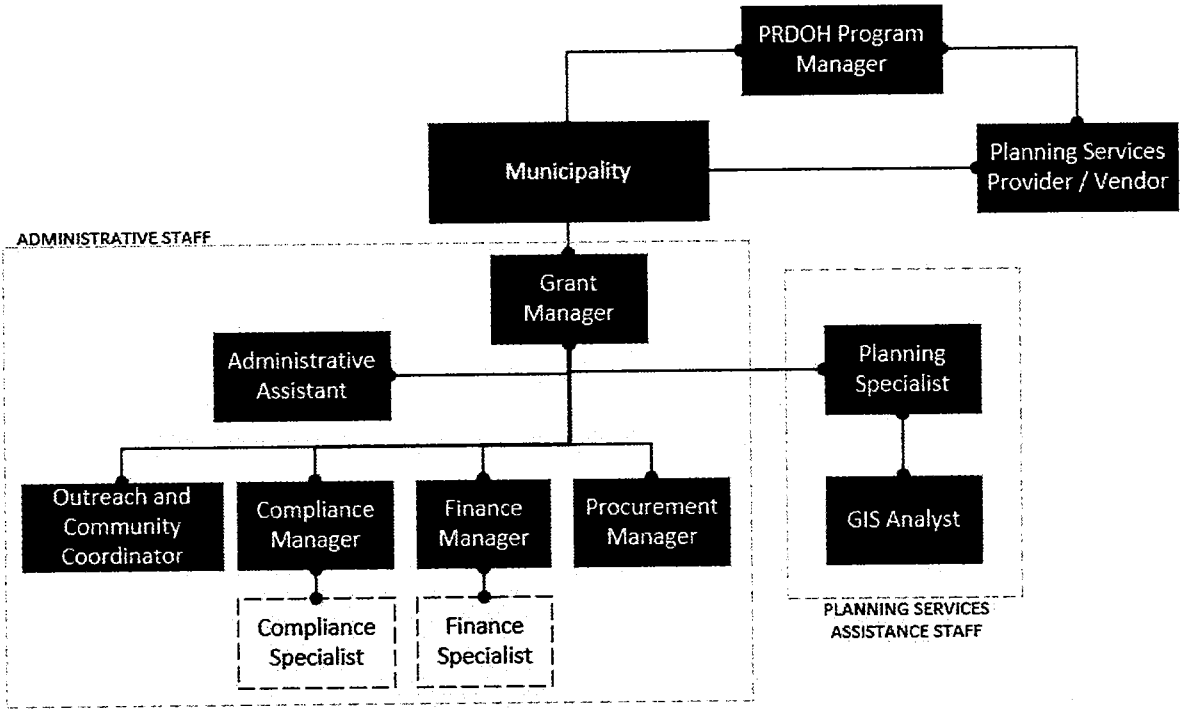 PRDOH Program
Manager
Municipality
Planning Services
Provider / Vendor
ADMINISTRATIVE STAFF
Grant
Manager
Administrative
Assistant
Planning
Specialist
Outreach and
Community
Coordinator
Compliance
Manager
Finance
Manager
Procurement
Manager
GIS Analyst
Compliance
Specialist
Finance
Specialist
PLANNING SERVICES
ASSISTANCE STAFF